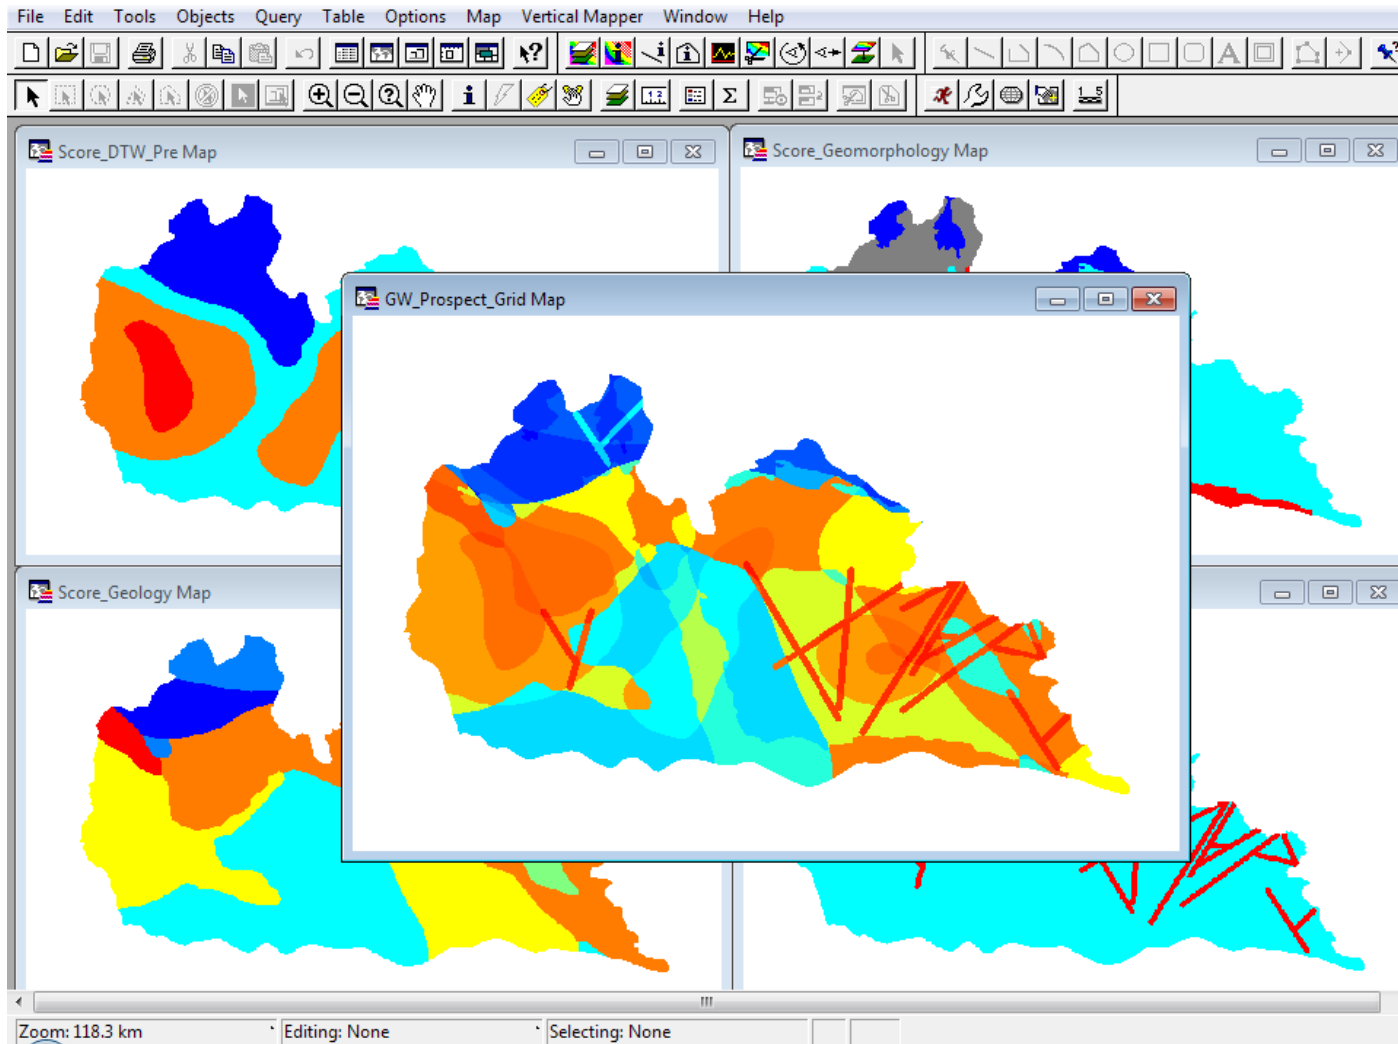 File Edit Tools Objects Query Table Options Map Vertical Mapper Window Help
Score_DTW_Pre Map
Score_Geomorphology Map
GW_Prospect_Grid Map
Score_Geology Map
Zoom: 118.3 km Editing: None Selecting: None